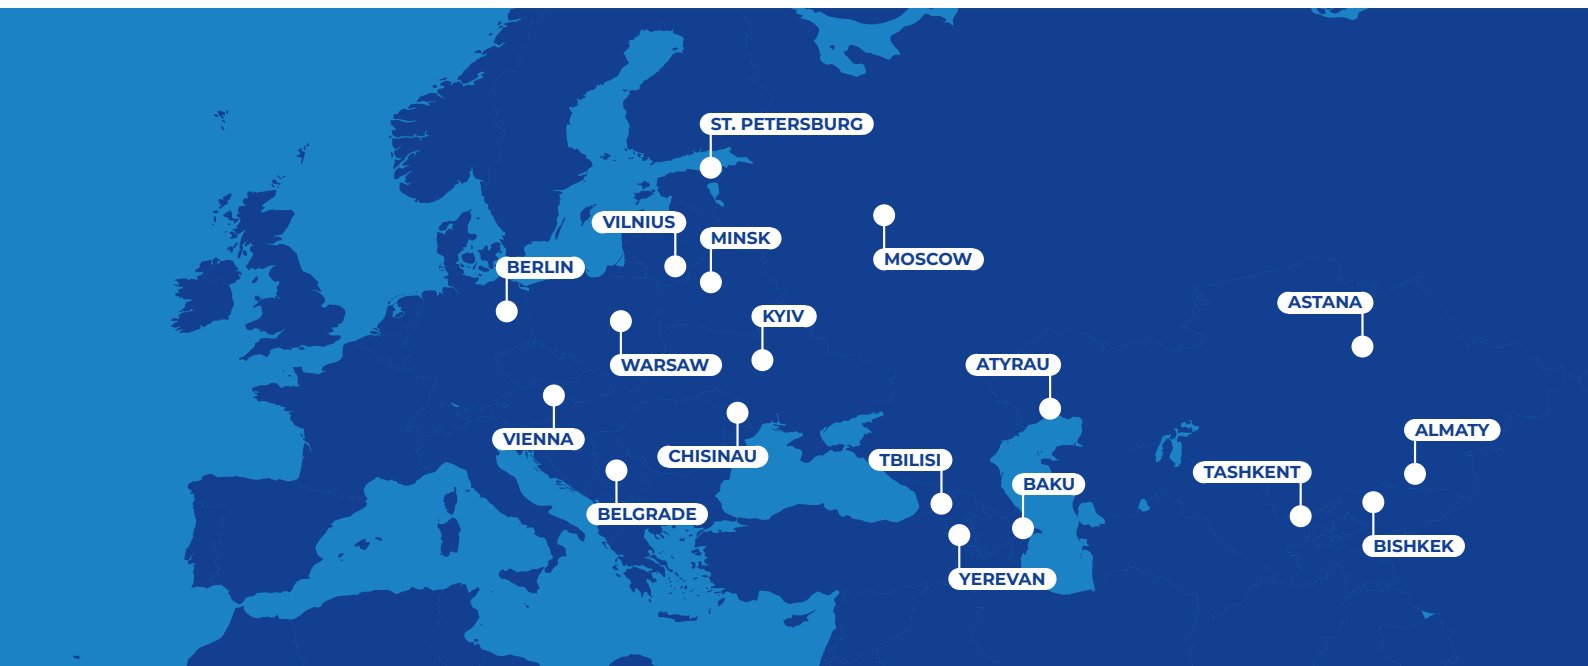 ST. PETERSBURG
VILNIUS
MINSK
MOSCOW
BERLIN
ASTANA
KYIV
WARSAW
ATYRAU
ALMATY
VIENNA
CHISINAU
TBILISI
TASHKENT
BAKU
BELGRADE
BISHKEK
YEREVAN